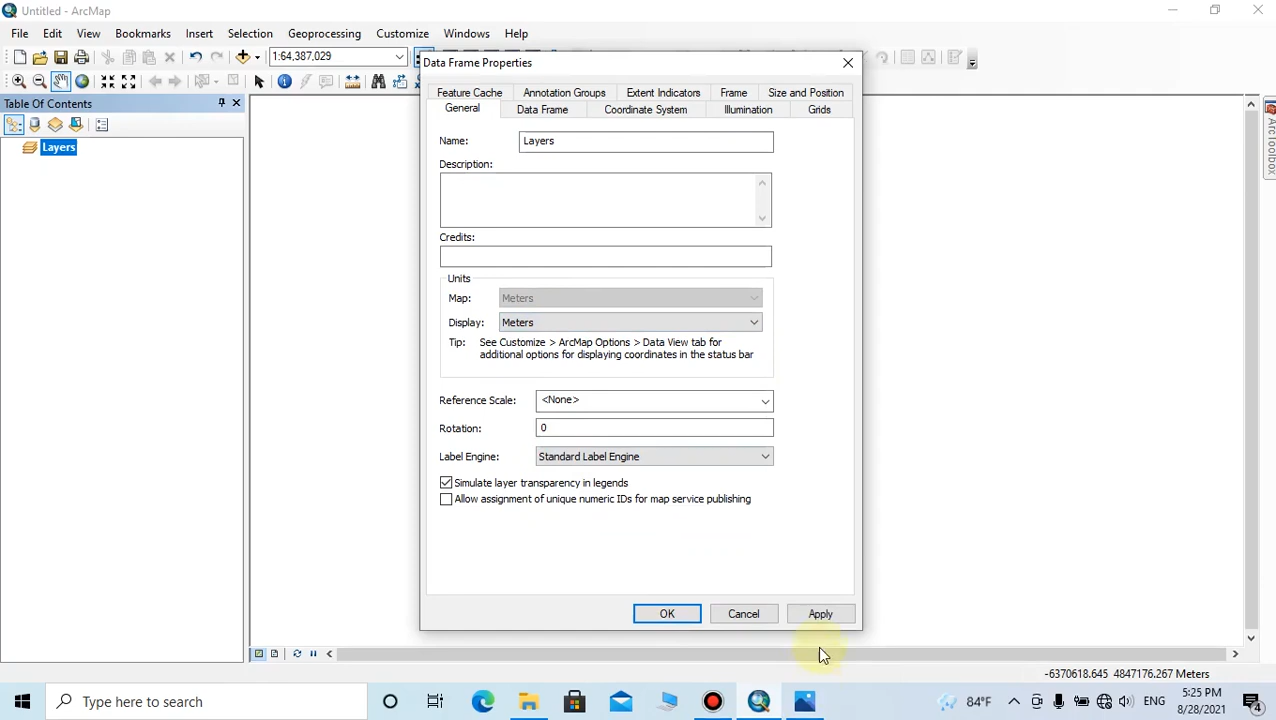 Untitled - ArcMap
File Edit View Bookmarks Insert Selection Geoprocessing Customize Windows Help
1:64,387,029
Table Of Contents
Layers
Data Frame Properties
Feature Cache Annotation Groups Extent Indicators Frame Size and Position
General Data Frame Coordinate System Illumination Grids
Name: Layers
Description:
Credits:
Units
Map: Meters
Display: Meters
Tip: See Customize > ArcMap Options > Data View tab for
additional options for displaying coordinates in the status bar
Reference Scale: <None>
Rotation: 0
Label Engine: Standard Label Engine
Simulate layer transparency in legends
Allow assignment of unique numeric IDs for map service publishing
OK Cancel Apply
ArcToolbox
-6370618.645 4847176.267 Meters
Type here to search
84°F
ENG
5:25 PM
8/28/2021
4